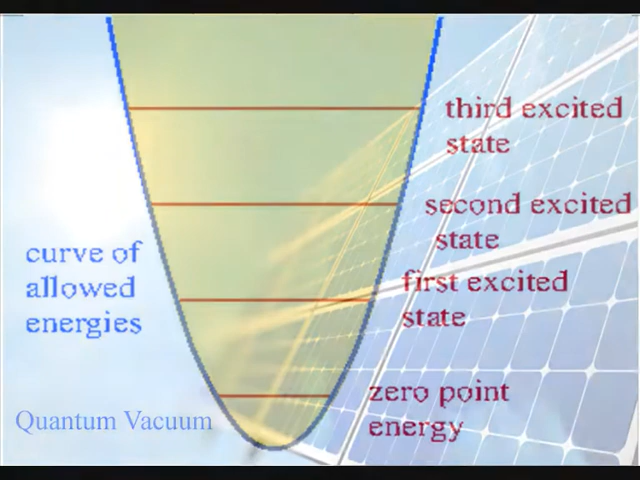 third excited
state
second excited
state
curve of
allowed
energies
first excited
state
zero point
energy
Quantum Vacuum